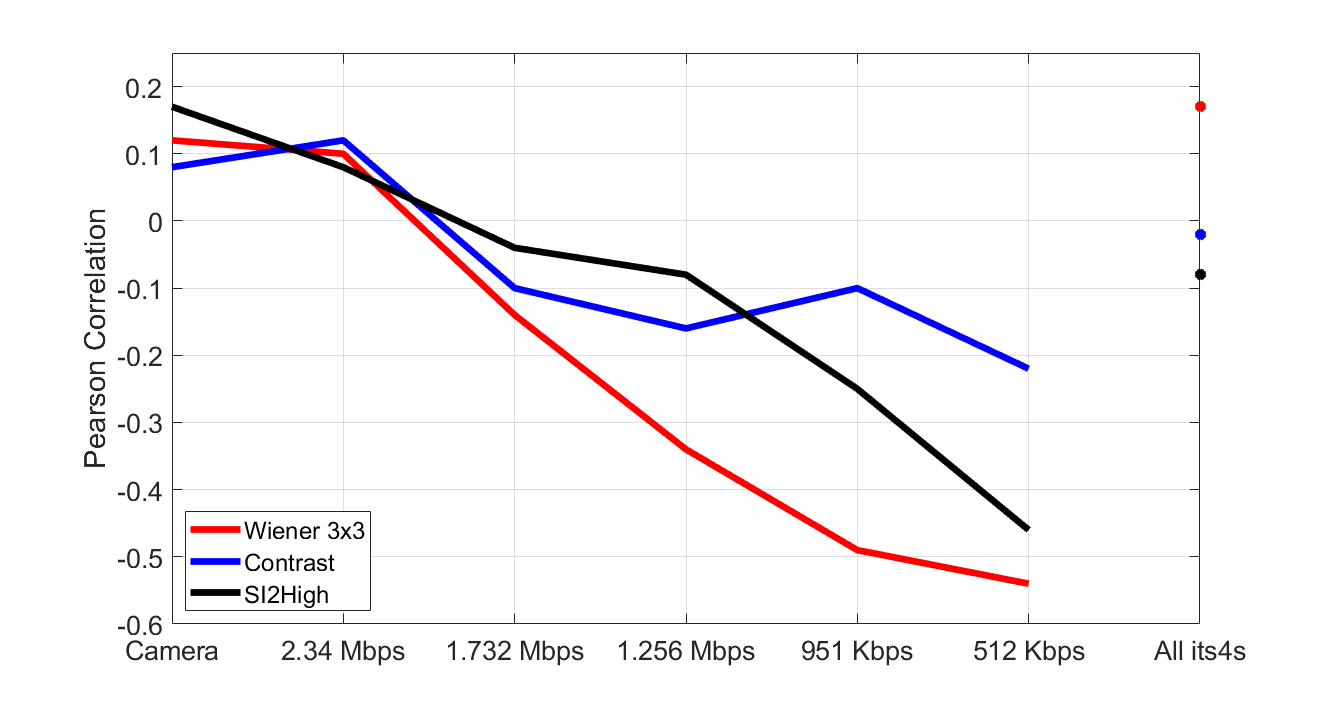 0.2
0.1
0
-0.1
-0.2
-0.3
-0.4
-0.5
-0.6
Pearson Correlation
Wiener 3x3
Contrast
SI2High
Camera 2.34 Mbps 1.732 Mbps 1.256 Mbps 951 Kbps 512 Kbps All its4s